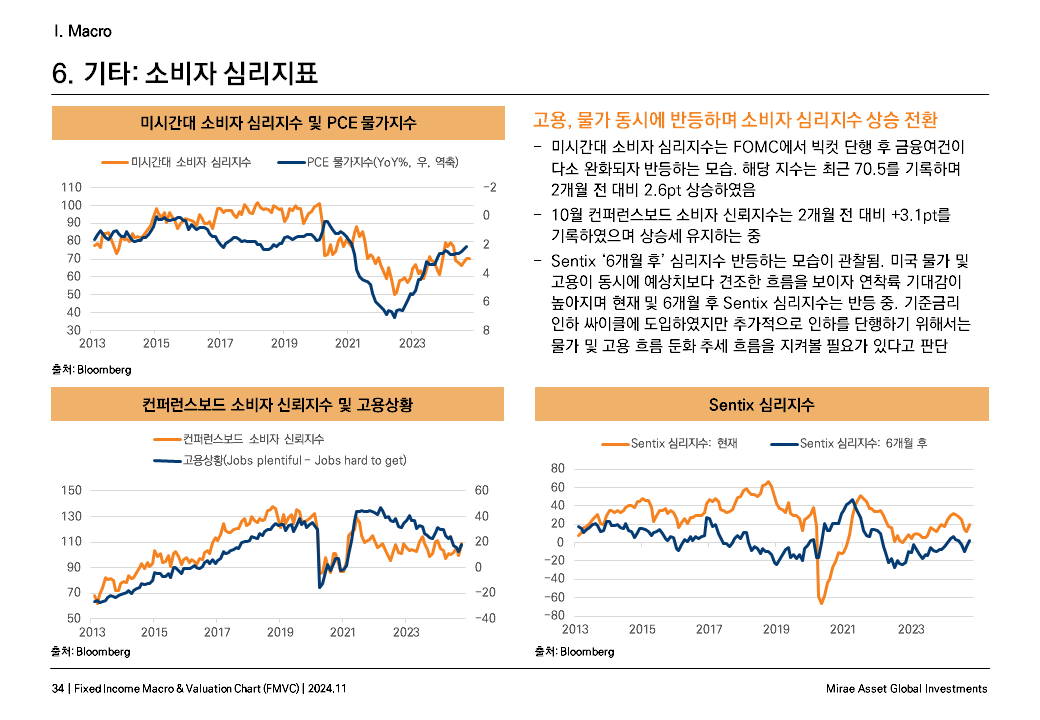 I. Macro
6. 기타: 소비자 심리지표
미시간대 소비자 심리지수 및 PCE 물가지수
미시간대 소비자 심리지수
PCE 물가지수(YoY%, 우, 역축)
110
100
90
80
70
60
50
40
30
-2
0
2
4
6
8
2013
2015
2017
2019
2021
2023
출처: Bloomberg
고용, 물가 동시에 반등하며 소비자 심리지수 상승 전환
- 미시간대 소비자 심리지수는 FOMC에서 빅컷 단행 후 금융여건이
다소 완화되자 반등하는 모습. 해당 지수는 최근 70.5를 기록하며
2개월 전 대비 2.6pt 상승하였음
- 10월 컨퍼런스보드 소비자 신뢰지수는 2개월 전 대비 +3.1pt를
기록하였으며 상승세 유지하는 중
- Sentix ‘6개월 후’ 심리지수 반등하는 모습이 관찰됨. 미국 물가 및
고용이 동시에 예상치보다 견조한 흐름을 보이자 연착륙 기대감이
높아지며 현재 및 6개월 후 Sentix 심리지수는 반등 중. 기준금리
인하 싸이클에 도입하였지만 추가적으로 인하를 단행하기 위해서는
물가 및 고용 흐름 둔화 추세 흐름을 지켜볼 필요가 있다고 판단
컨퍼런스보드 소비자 신뢰지수 및 고용상황
컨퍼런스보드 소비자 신뢰지수
고용상황(Jobs plentiful - Jobs hard to get)
150
130
110
90
70
50
60
40
20
0
-20
-40
2013
2015
2017
2019
2021
2023
출처: Bloomberg
Sentix 심리지수
Sentix 심리지수: 현재
Sentix 심리지수: 6개월 후
80
60
40
20
0
-20
-40
-60
-80
2013
2015
2017
2019
2021
2023
출처: Bloomberg
34 | Fixed Income Macro & Valuation Chart (FMVC) | 2024.11
Mirae Asset Global Investments